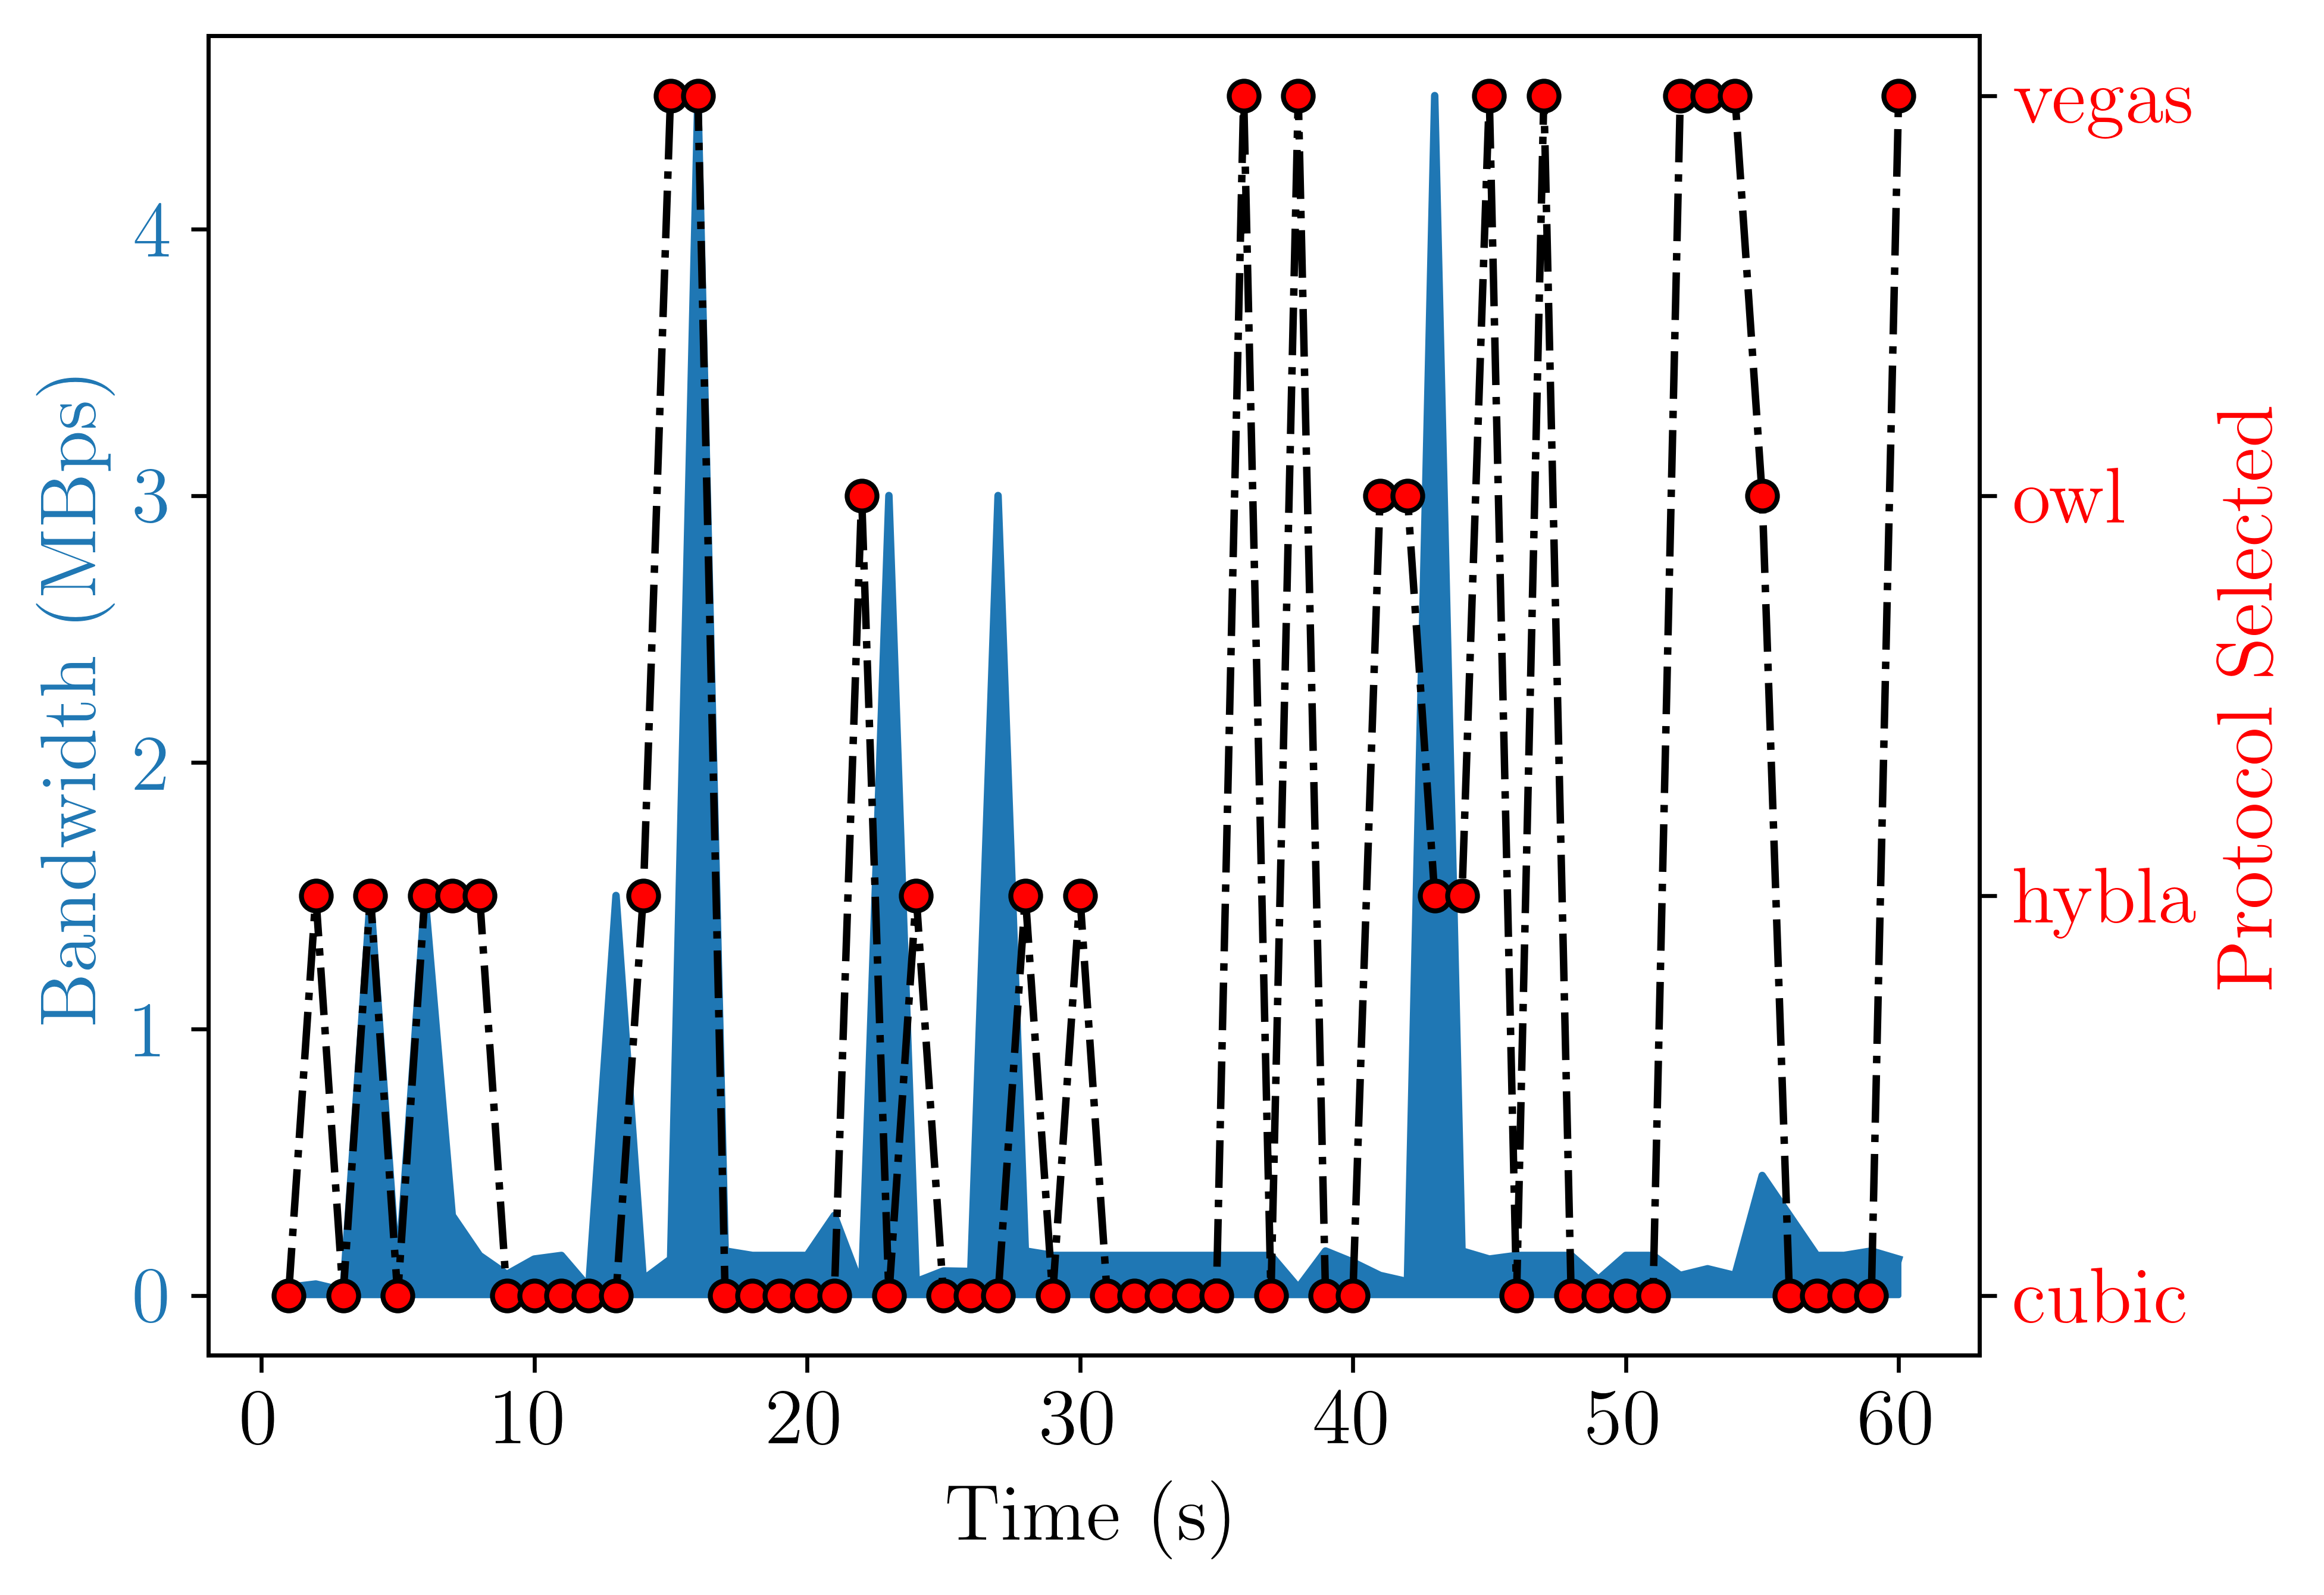 Bandwidth (MBps)
4
3
2
1
0
0 10 20 30 40 50 60
Time (s)
vegas
owl
hybla
cubic
Protocol Selected